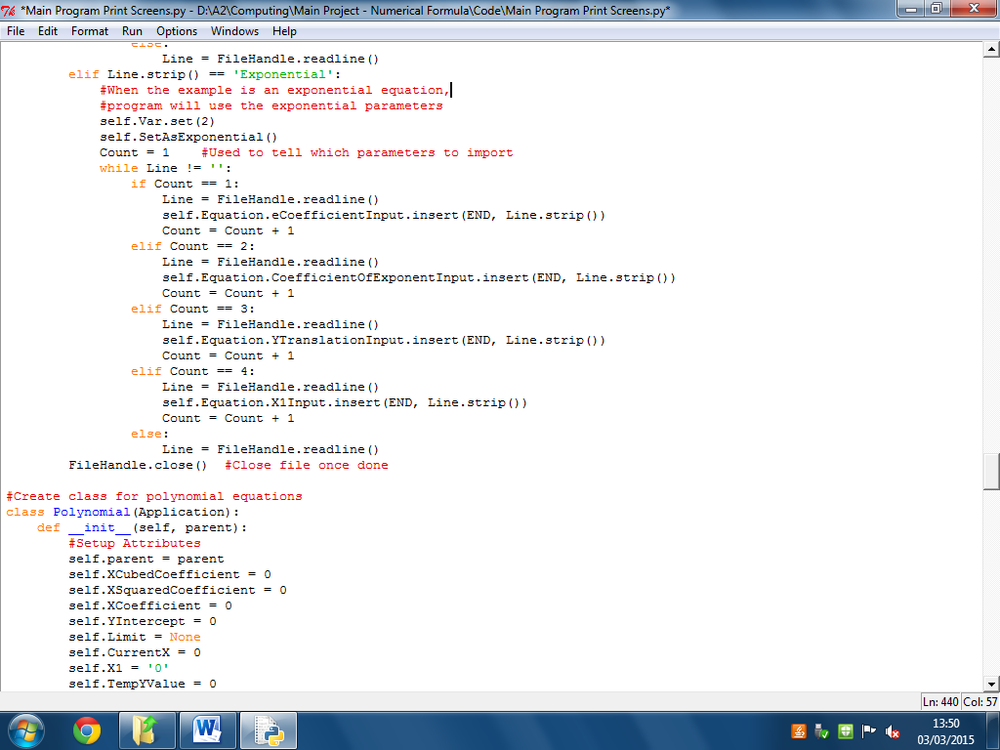 *Main Program Print Screens.py - D:\A2\Computing\Main Project - Numerical Formula\Code\Main Program Print Screens.py*
File Edit Format Run Options Windows Help
else:
Line = FileHandle.readline()
elif Line.strip() == 'Exponential':
#When the example is an exponential equation,
#program will use the exponential parameters
self.Var.set(2)
self.SetAsExponential()
Count = 1    #Used to tell which parameters to import
while Line != '':
if Count == 1:
Line = FileHandle.readline()
self.Equation.eCoefficientInput.insert(END, Line.strip())
Count = Count + 1
elif Count == 2:
Line = FileHandle.readline()
self.Equation.CoefficientOfExponentInput.insert(END, Line.strip())
Count = Count + 1
elif Count == 3:
Line = FileHandle.readline()
self.Equation.YTranslationInput.insert(END, Line.strip())
Count = Count + 1
elif Count == 4:
Line = FileHandle.readline()
self.Equation.X1Input.insert(END, Line.strip())
Count = Count + 1
else:
Line = FileHandle.readline()
FileHandle.close()  #Close file once done
#Create class for polynomial equations
class Polynomial(Application):
def __init__(self, parent):
#Setup Attributes
self.parent = parent
self.XCubedCoefficient = 0
self.XSquaredCoefficient = 0
self.XCoefficient = 0
self.YIntercept = 0
self.Limit = None
self.CurrentX = 0
self.X1 = '0'
self.TempYValue = 0
Ln: 440 Col: 57
13:50
03/03/2015